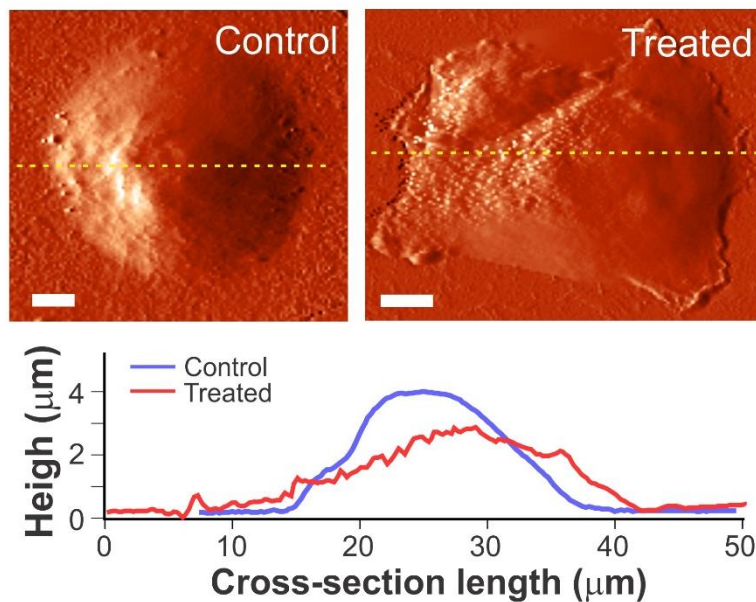 Control
Treated
Control
Treated
4
2
0
Heigh (μm)
0 10 20 30 40 50
Cross-section length (μm)